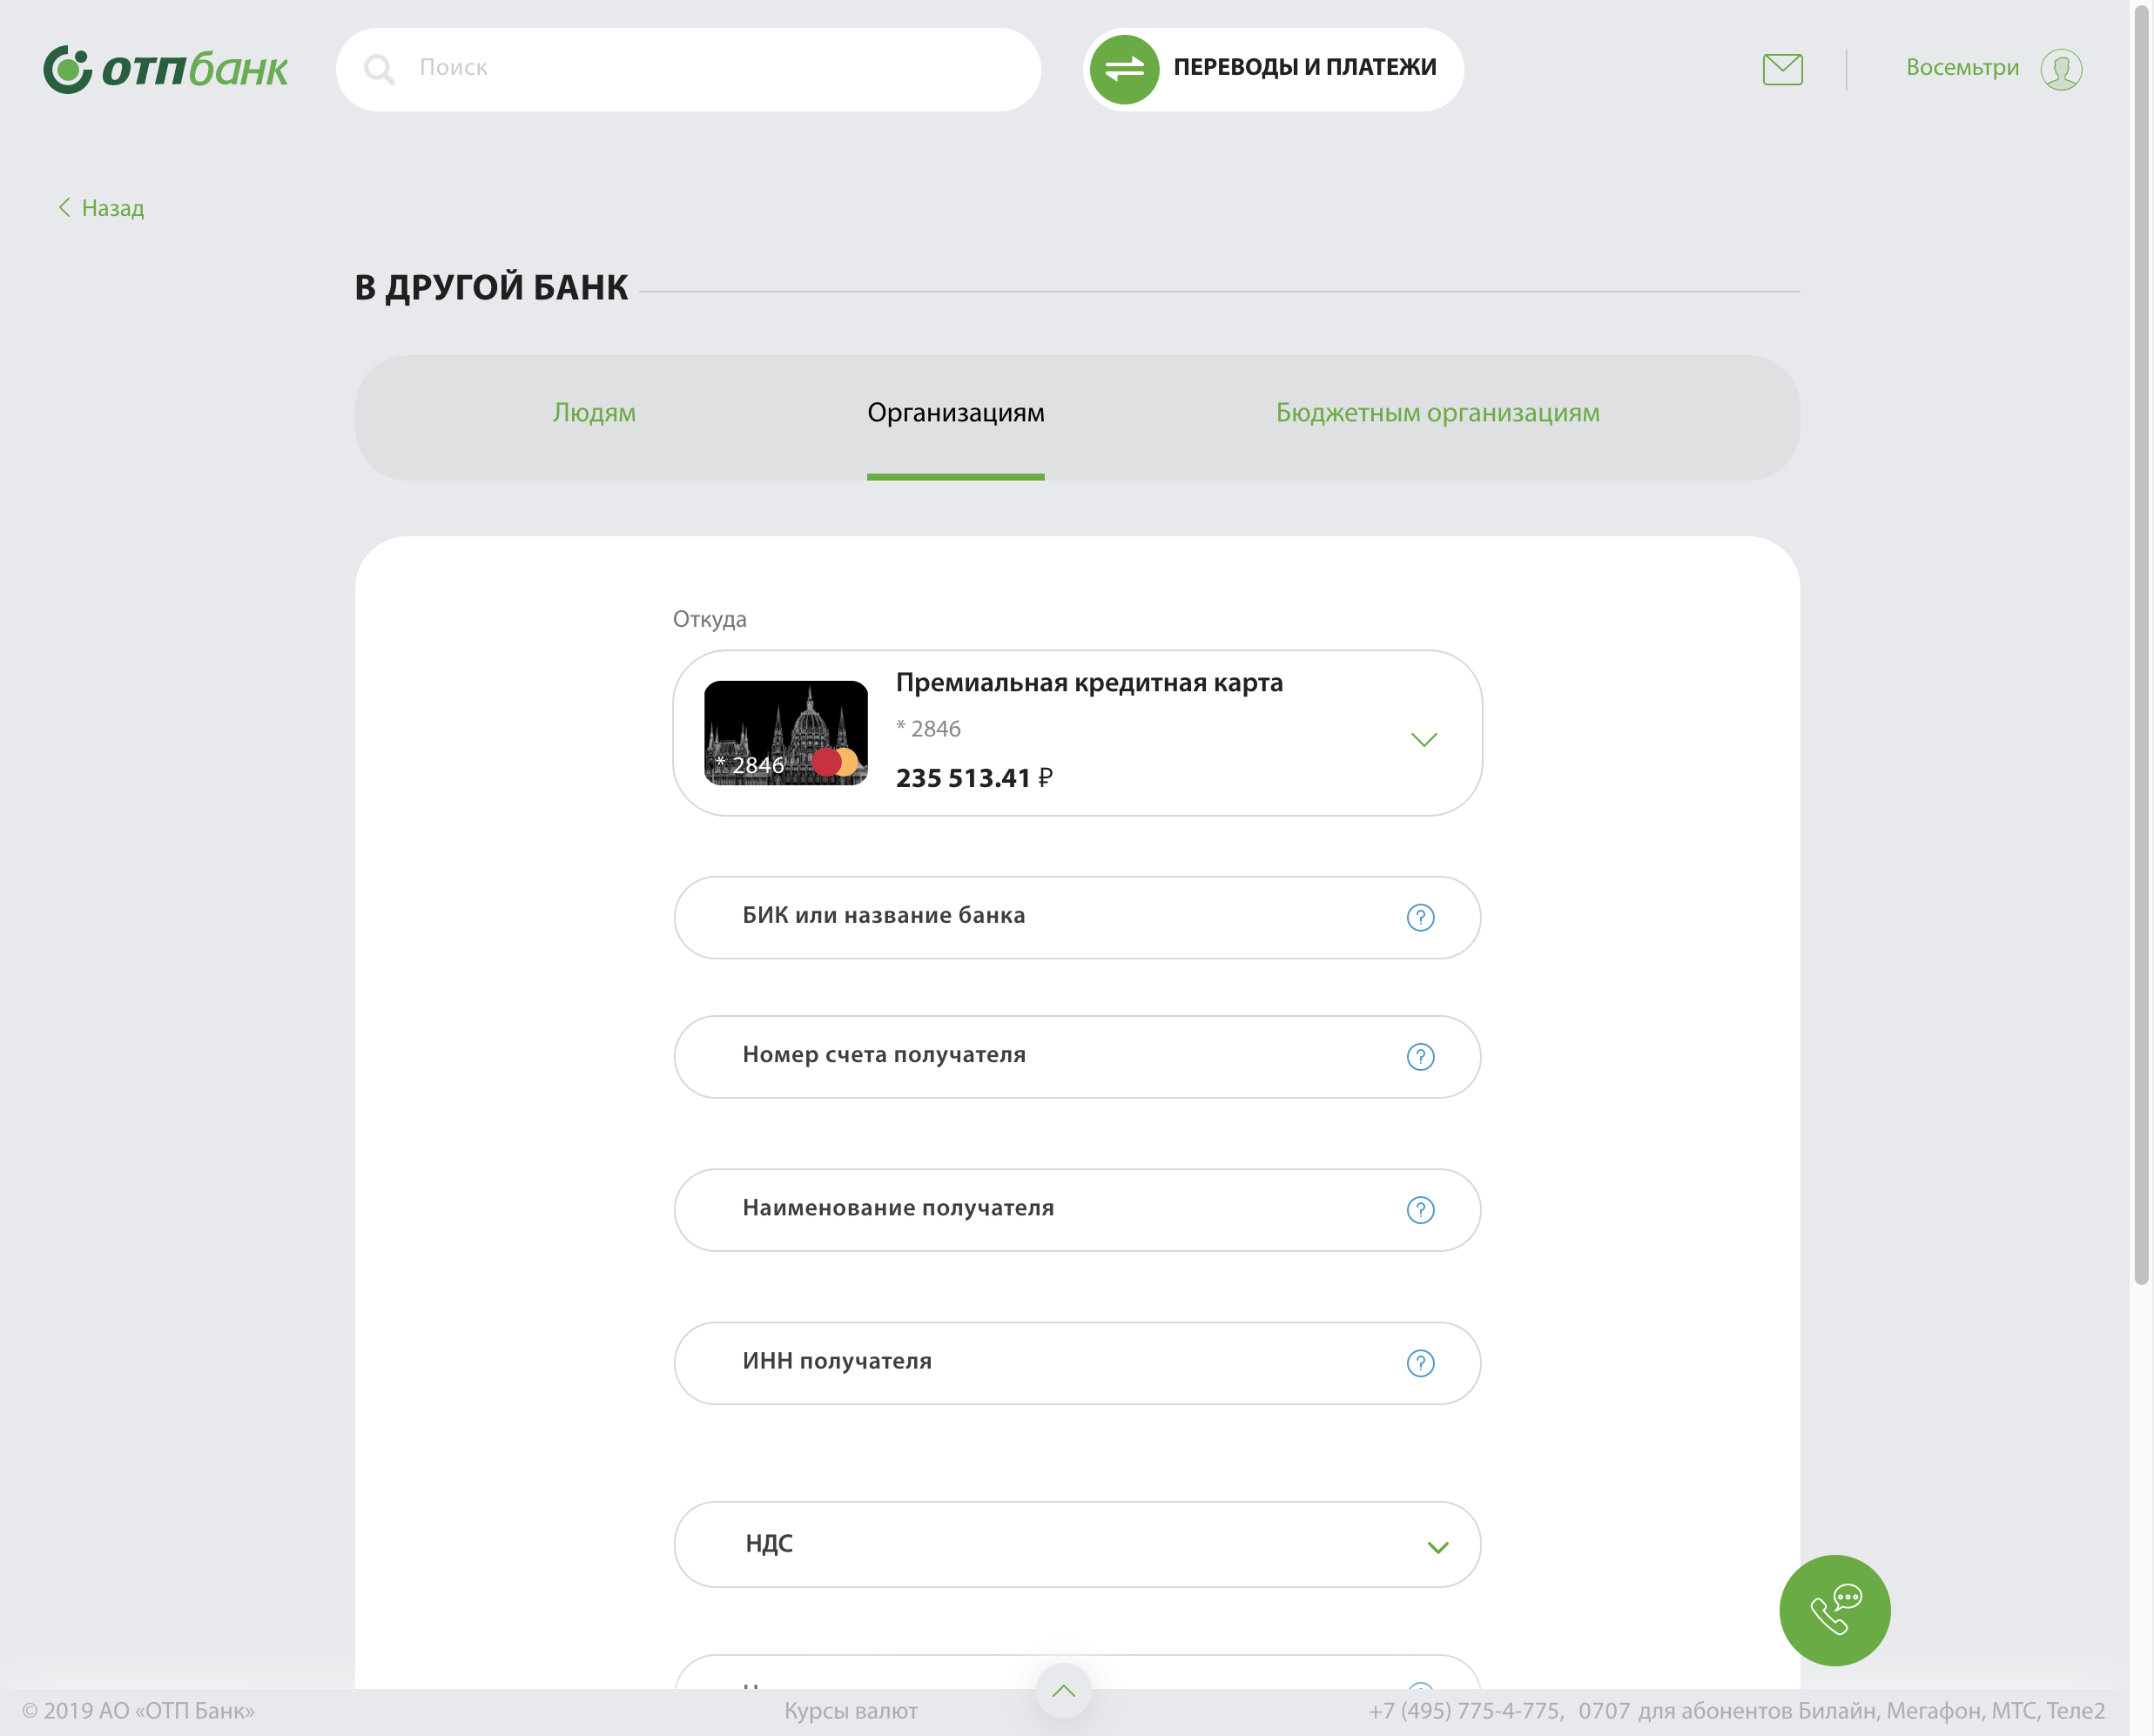 отпбанк
Поиск
ПЕРЕВОДЫ И ПЛАТЕЖИ
Восемьтри
Назад
В ДРУГОЙ БАНК
Людям
Организациям
Бюджетным организациям
Откуда
Премиальная кредитная карта
* 2846
* 2846
235 513.41 ₽
БИК или название банка
?
Номер счета получателя
?
Наименование получателя
?
ИНН получателя
?
НДС
© 2019 АО «ОТП Банк»
Курсы валют
+7 (495) 775-4-775, 0707 для абонентов Билайн, Мегафон, МТС, Теле2